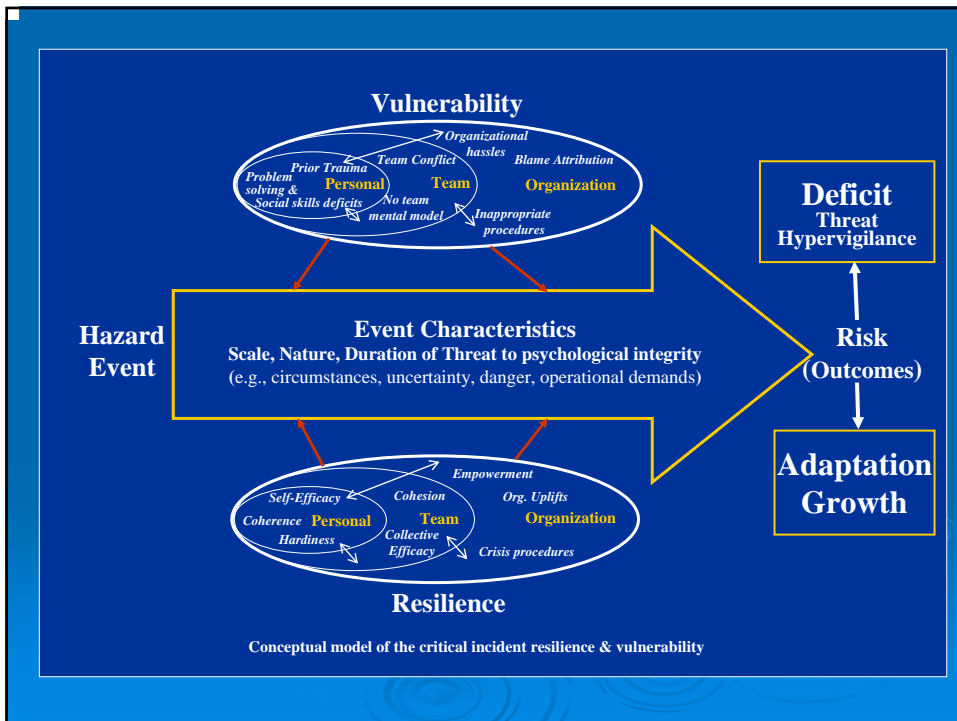 Vulnerability
Organizational
hassles
Team Conflict
Blame Attribution
Prior Trauma
Problem
solving &
Social skills deficits
Personal
Team
Organization
No team
mental model
Inappropriate
procedures
Deficit
Threat
Hypervigilance
Hazard
Event
Event Characteristics
Scale, Nature, Duration of Threat to psychological integrity
(e.g., circumstances, uncertainty, danger, operational demands)
Risk
(Outcomes)
Adaptation
Growth
Empowerment
Self-Efficacy
Cohesion
Org. Uplifts
Coherence
Personal
Team
Organization
Hardiness
Collective
Efficacy
Crisis procedures
Resilience
Conceptual model of the critical incident resilience & vulnerability